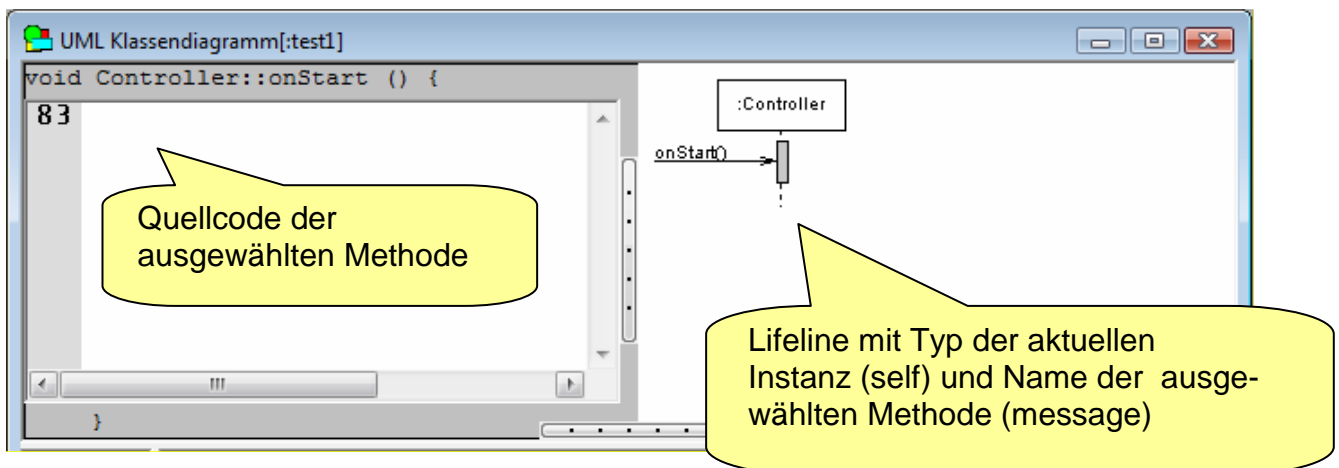 UML Klassendiagramm[:test1]
void Controller::onStart () {
83
}
:Controller
onStart()
Quellcode der
ausgewählten Methode
Lifeline mit Typ der aktuellen
Instanz (self) und Name der ausge-
wählten Methode (message)